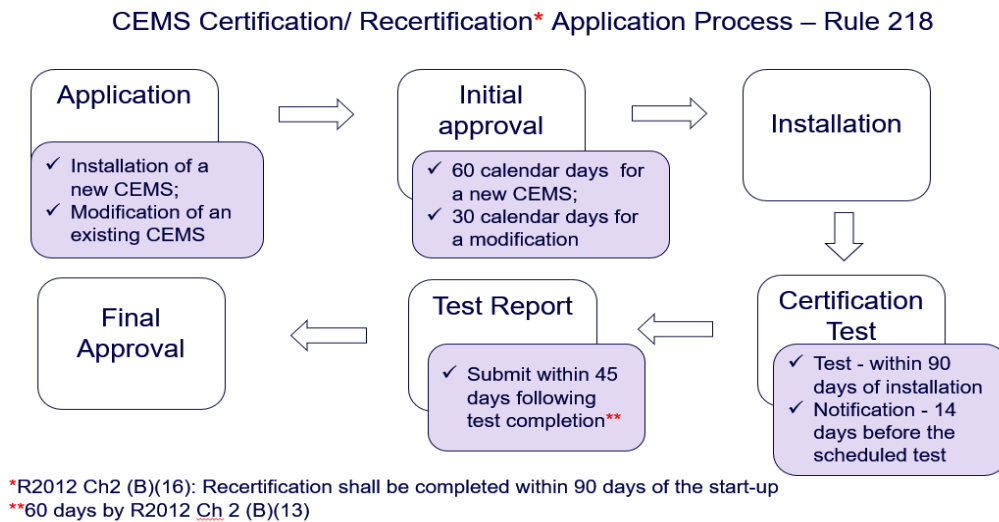 CEMS Certification/ Recertification* Application Process – Rule 218
Application
✓ Installation of a
new CEMS;
✓ Modification of an
existing CEMS
Initial
approval
✓ 60 calendar days for
a new CEMS;
✓ 30 calendar days for
a modification
Installation
Certification
Test
✓ Test - within 90
days of installation
✓ Notification - 14
days before the
scheduled test
Test Report
✓ Submit within 45
days following
test completion**
Final
Approval
*R2012 Ch2 (B)(16): Recertification shall be completed within 90 days of the start-up
**60 days by R2012 Ch 2 (B)(13)